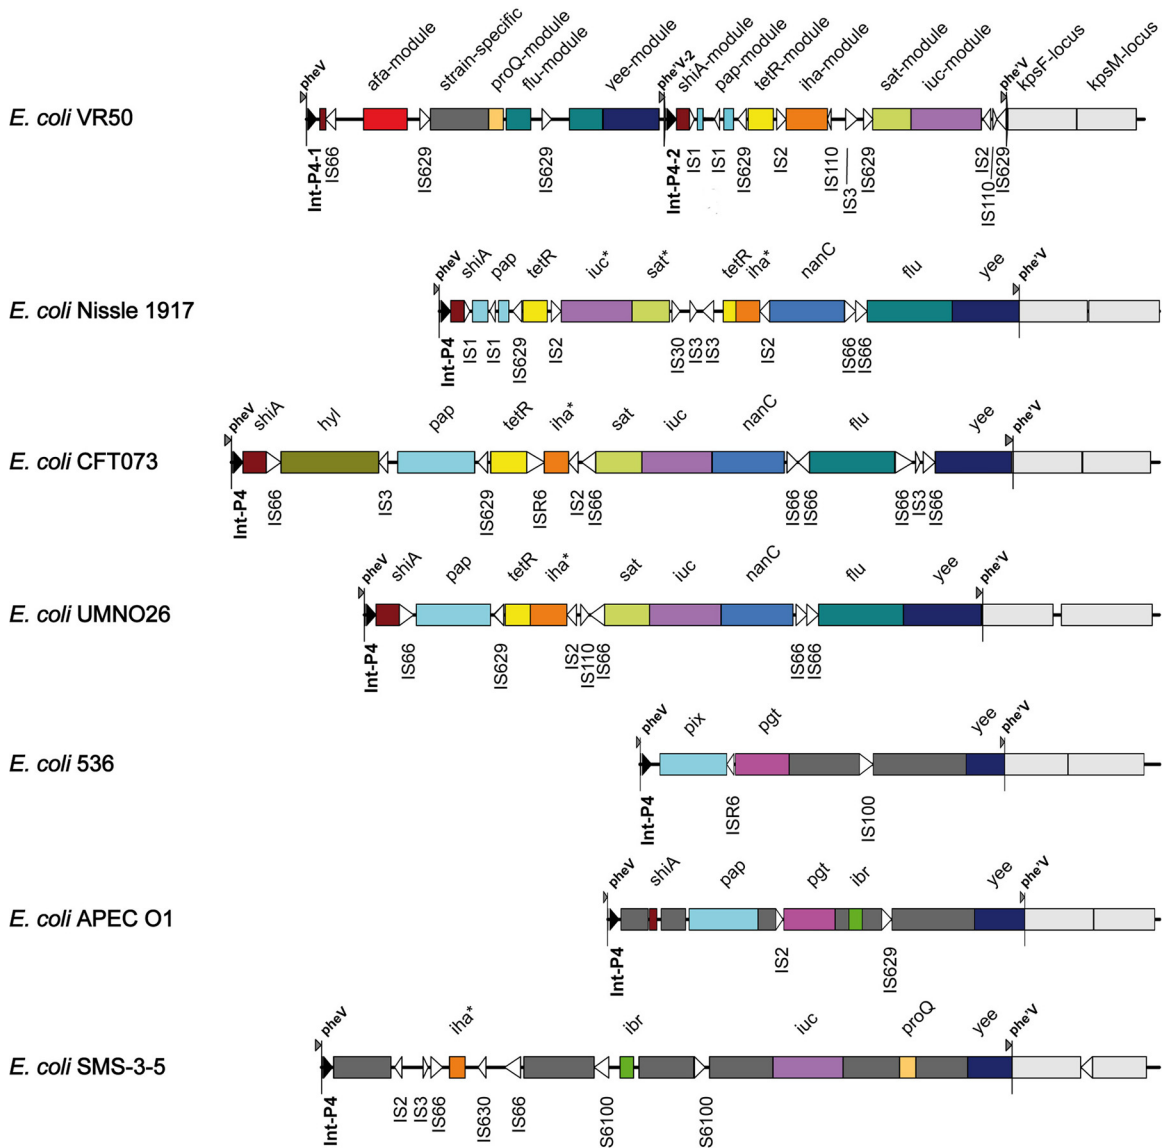 pheV afa-module strain-specific proQ-module flu-module yee-module phe'V-2 shiA-module pap-module tetR-module iha-module sat-module iuc-module phe'V kpsF-locus kpsM-locus
E. coli VR50
Int-P4-1 IS66 IS629 IS629 Int-P4-2 IS1 IS1 IS629 IS2 IS110 IS3 IS629 IS110 IS2 IS629
pheV shiA pap tetR iuc* sat* tetR iha* nanC flu yee phe'V
E. coli Nissle 1917
Int-P4 IS1 IS1 IS629 IS2 IS30 IS3 IS3 IS2 IS66 IS66
pheV shiA hyl pap tetR iha* sat iuc nanC flu yee phe'V
E. coli CFT073
Int-P4 IS66 IS3 IS629 ISR6 IS2 IS66 IS66 IS66 IS66 IS3 IS66
pheV shiA pap tetR iha* sat iuc nanC flu yee phe'V
E. coli UMNO26
Int-P4 IS66 IS629 IS2 IS110 IS66 IS66 IS66
pheV pix pgt yee phe'V
E. coli 536
Int-P4 ISR6 IS100
pheV shiA pap pgt ibr yee phe'V
E. coli APEC O1
Int-P4 IS2 IS629
pheV iha* ibr iuc proQ yee phe'V
E. coli SMS-3-5
Int-P4 IS2 IS3 IS66 IS630 IS66 S6100 S6100